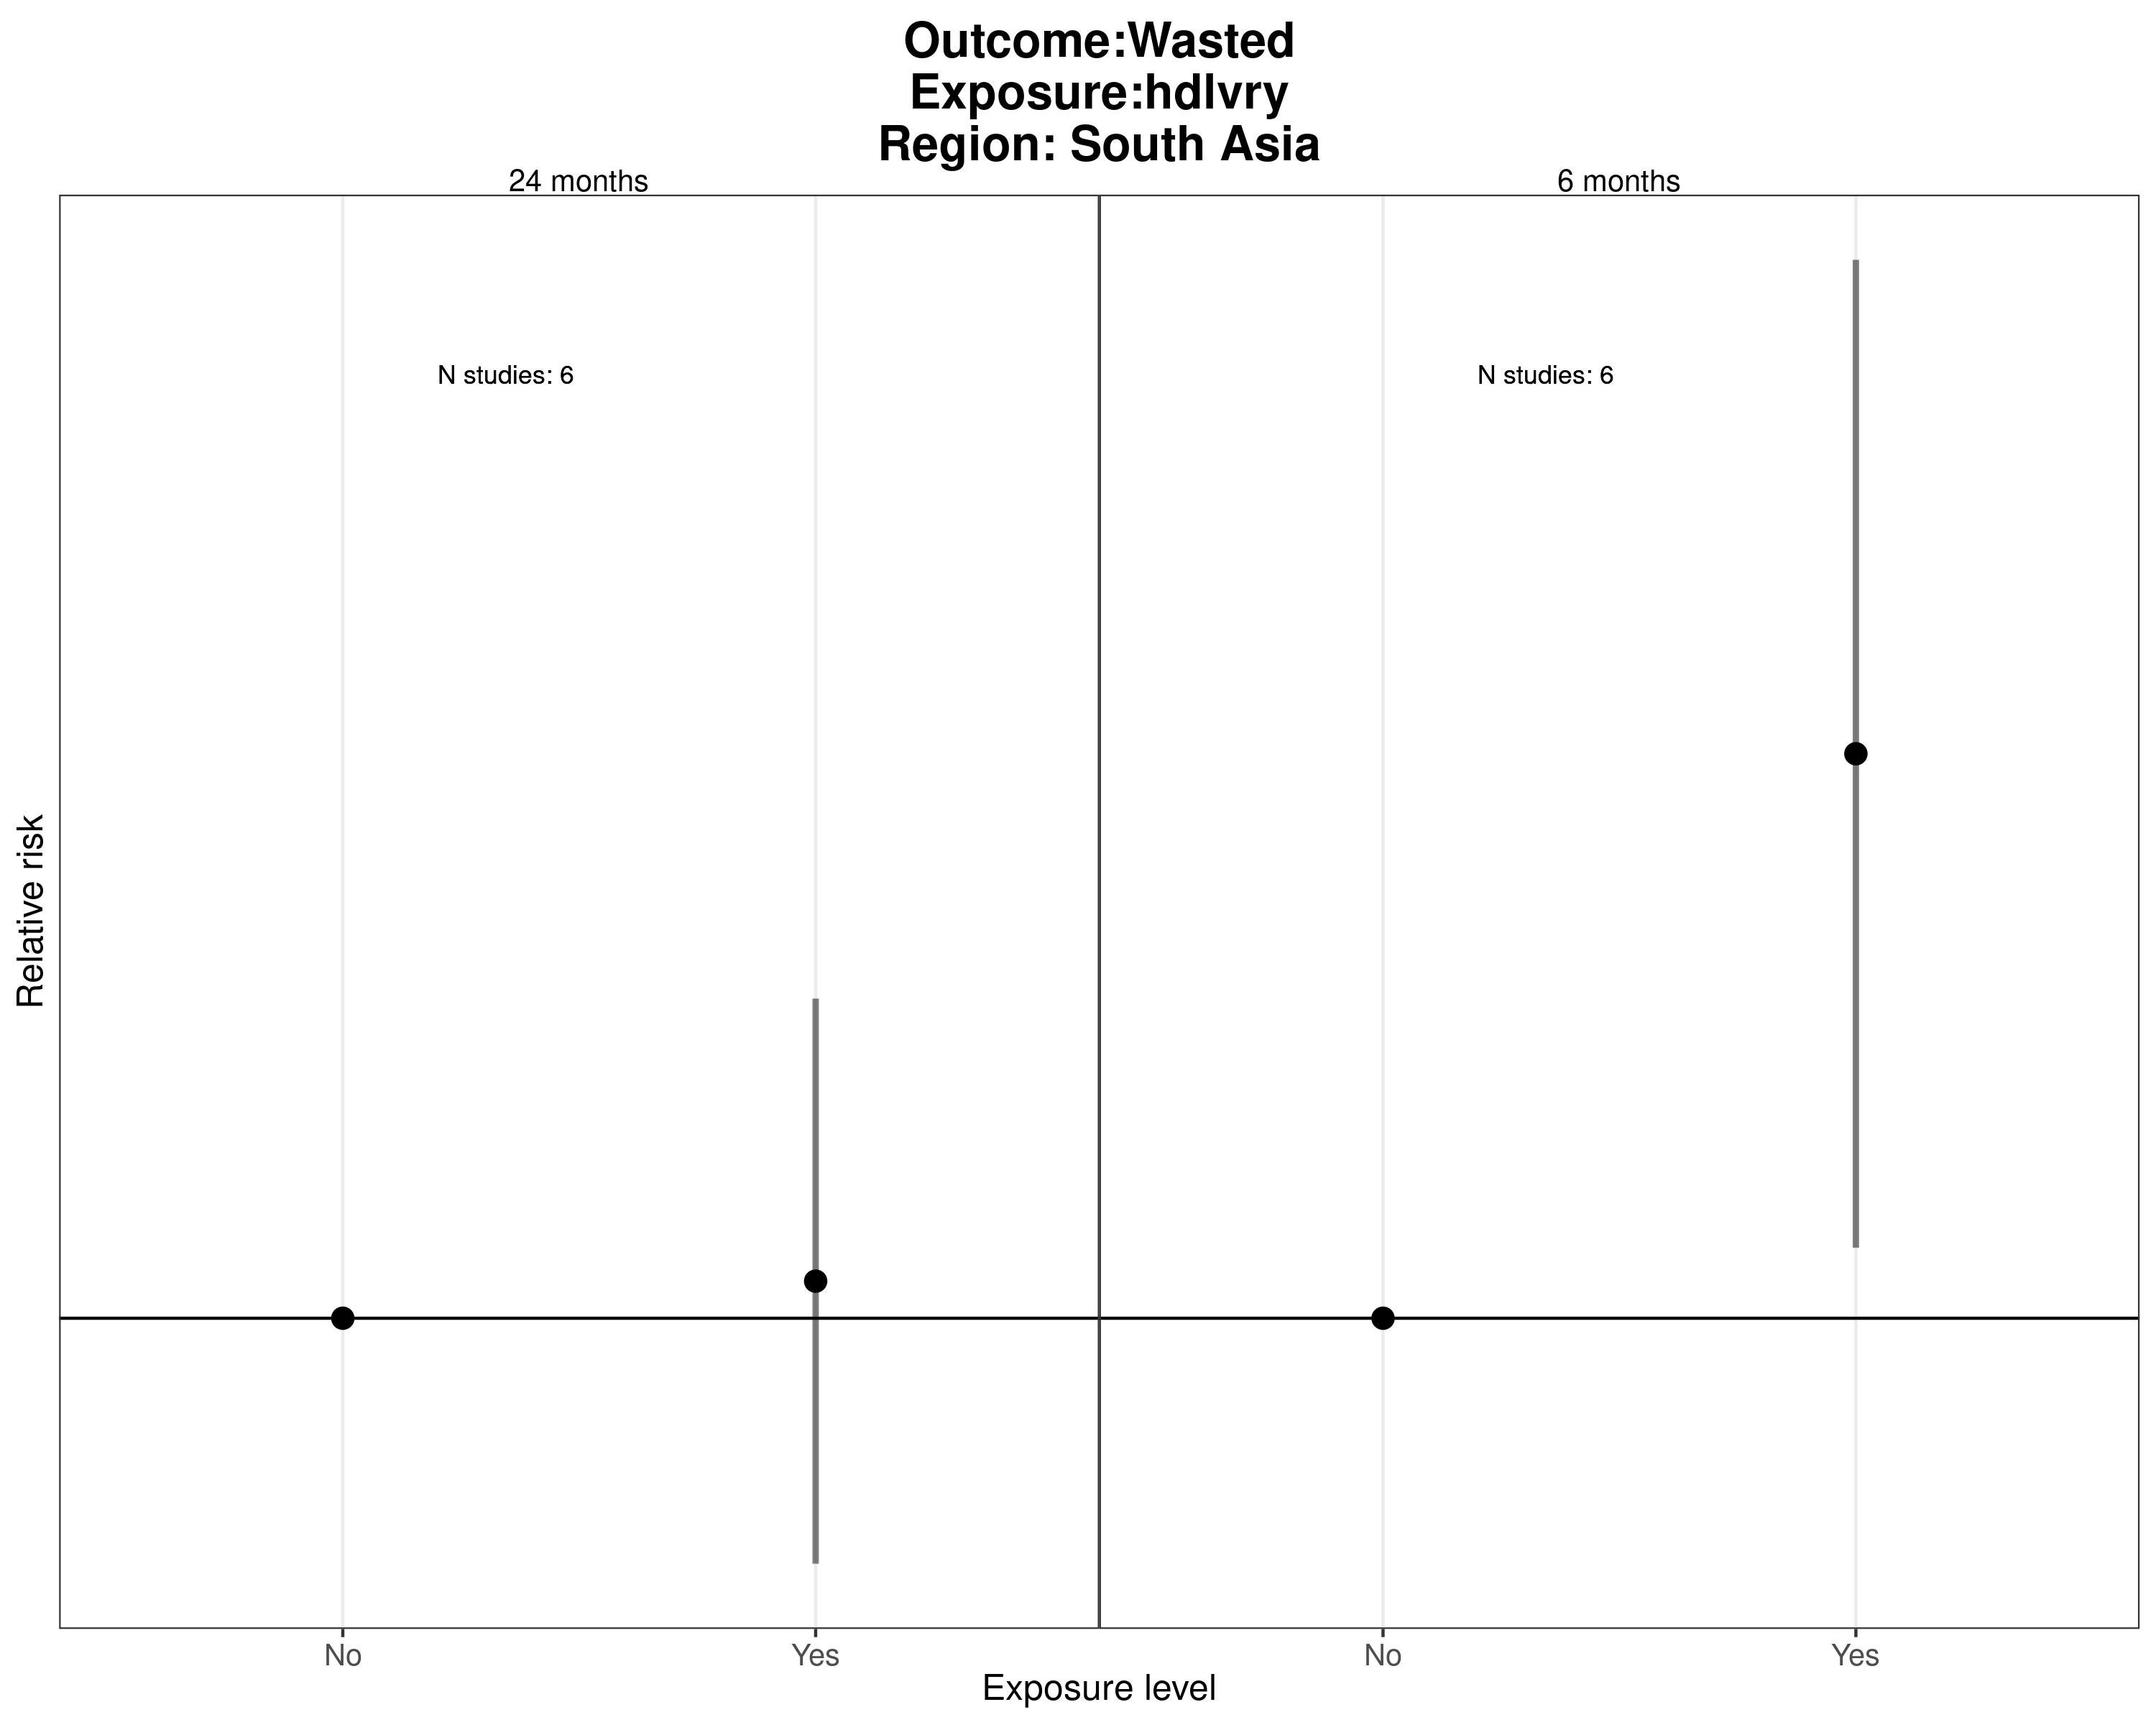 Outcome:Wasted
Exposure:hdlvry
Region: South Asia
24 months
6 months
N studies: 6
N studies: 6
Relative risk
No
Yes
No
Yes
Exposure level